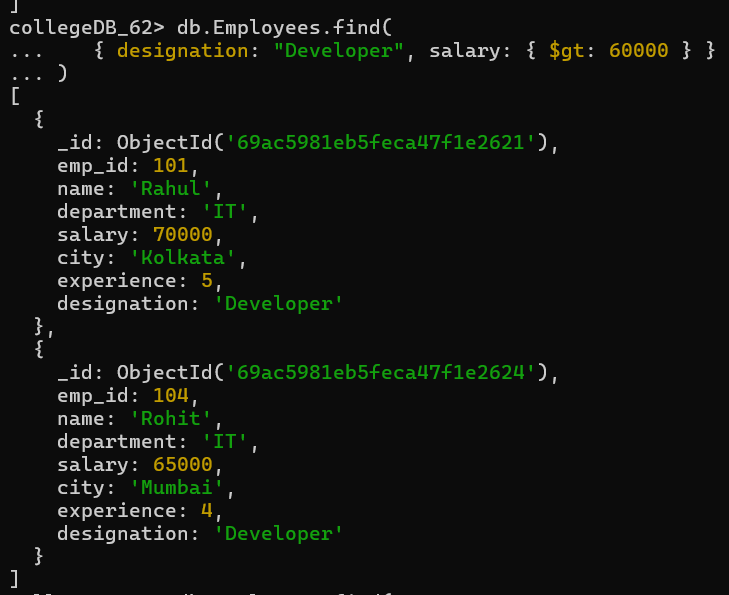 ]
collegeDB_62> db.Employees.find(
...    { designation: "Developer", salary: { $gt: 60000 } }
... )
[
  {
    _id: ObjectId('69ac5981eb5feca47f1e2621'),
    emp_id: 101,
    name: 'Rahul',
    department: 'IT',
    salary: 70000,
    city: 'Kolkata',
    experience: 5,
    designation: 'Developer'
  },
  {
    _id: ObjectId('69ac5981eb5feca47f1e2624'),
    emp_id: 104,
    name: 'Rohit',
    department: 'IT',
    salary: 65000,
    city: 'Mumbai',
    experience: 4,
    designation: 'Developer'
  }
]